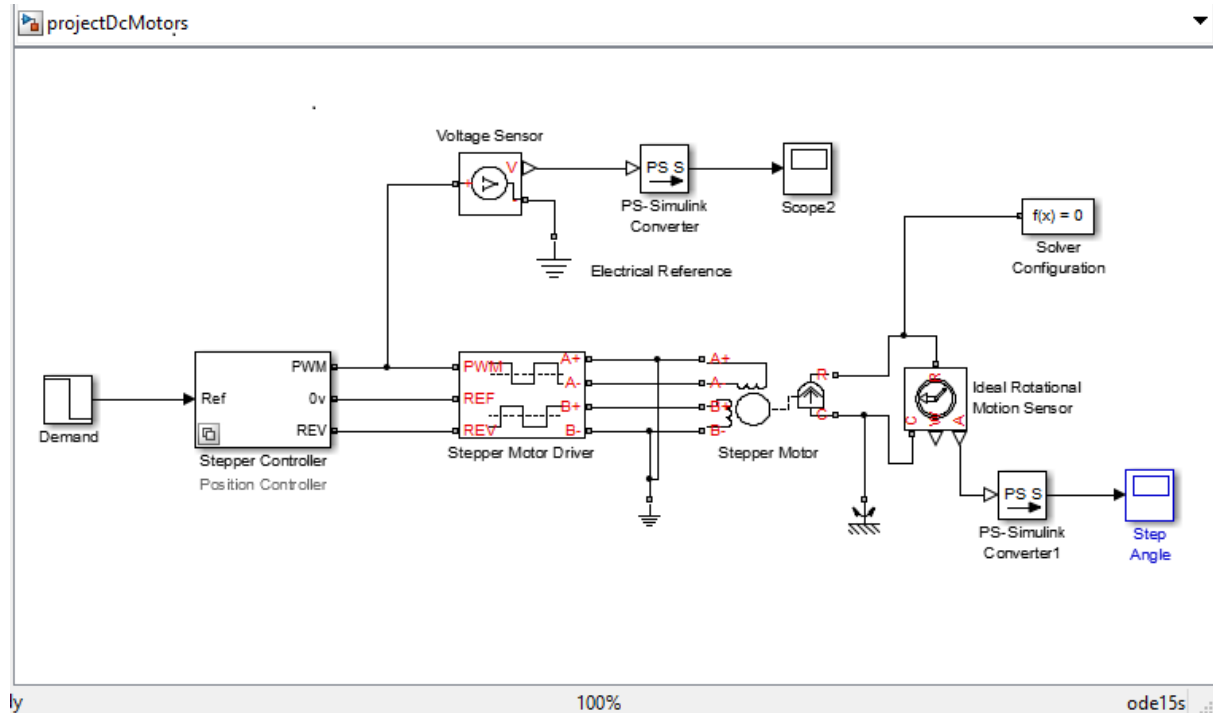 projectDcMotors
Voltage Sensor
V
+
-
PS S
PS-Simulink
Converter
Scope2
f(x) = 0
Solver
Configuration
Electrical Reference
Demand
Ref
PWM
0v
REV
Stepper Controller
Position Controller
PWM
REF
REV
A+
A-
B+
B-
Stepper Motor Driver
A+
A-
B+
B-
R
C
Stepper Motor
R
C
W
A
Ideal Rotational
Motion Sensor
PS S
PS-Simulink
Converter1
Step
Angle
ly
100%
ode15s